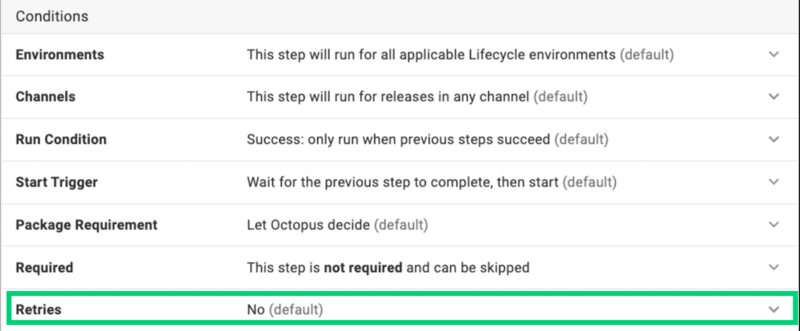 Conditions
Environments This step will run for all applicable Lifecycle environments (default)
Channels This step will run for releases in any channel (default)
Run Condition Success: only run when previous steps succeed (default)
Start Trigger Wait for the previous step to complete, then start (default)
Package Requirement Let Octopus decide (default)
Required This step is not required and can be skipped
Retries No (default)